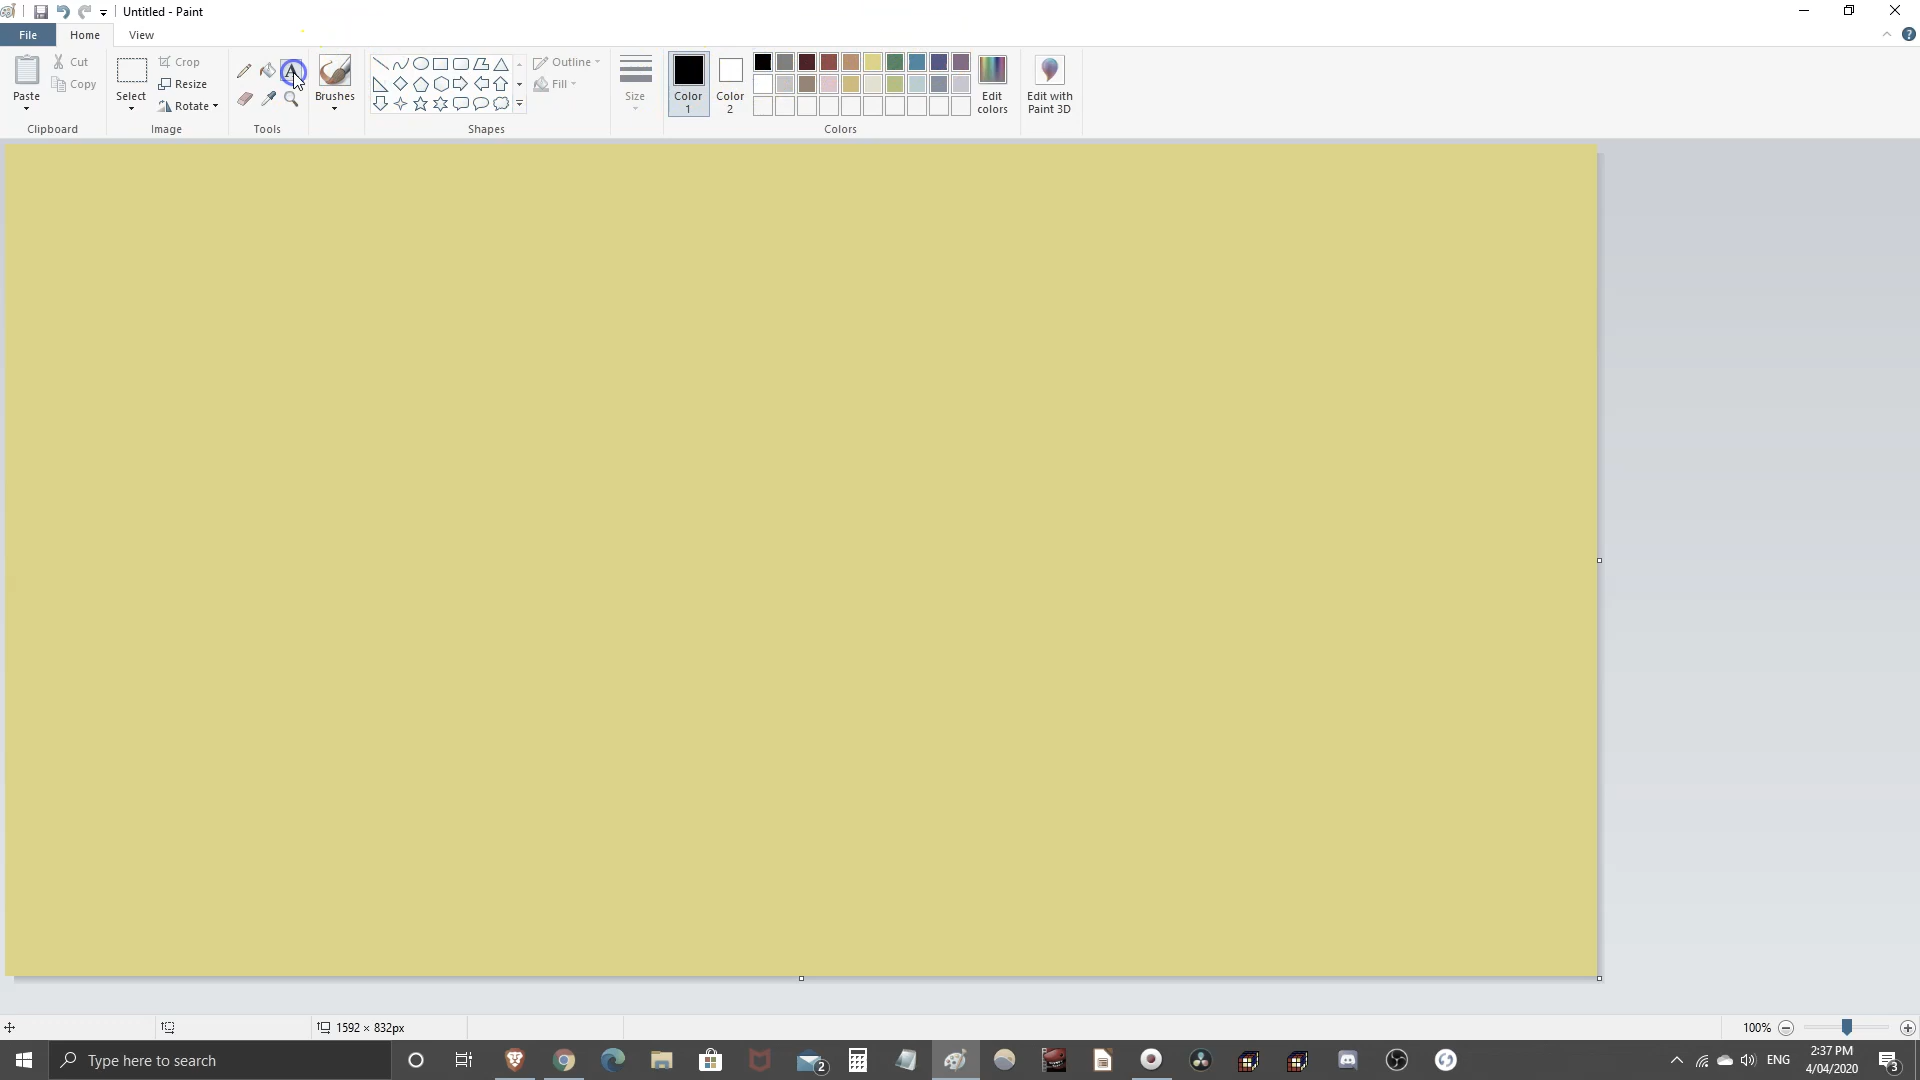 Untitled - Paint
File Home View
Paste
Cut
Copy
Clipboard
Select
Crop
Resize
Rotate
Image
A
Tools
Brushes
Shapes
Outline
Fill
Size
Color 1
Color 2
Colors
Edit colors
Edit with Paint 3D
1592 × 832px
100%
Type here to search
2
ENG
2:37 PM
4/04/2020
3